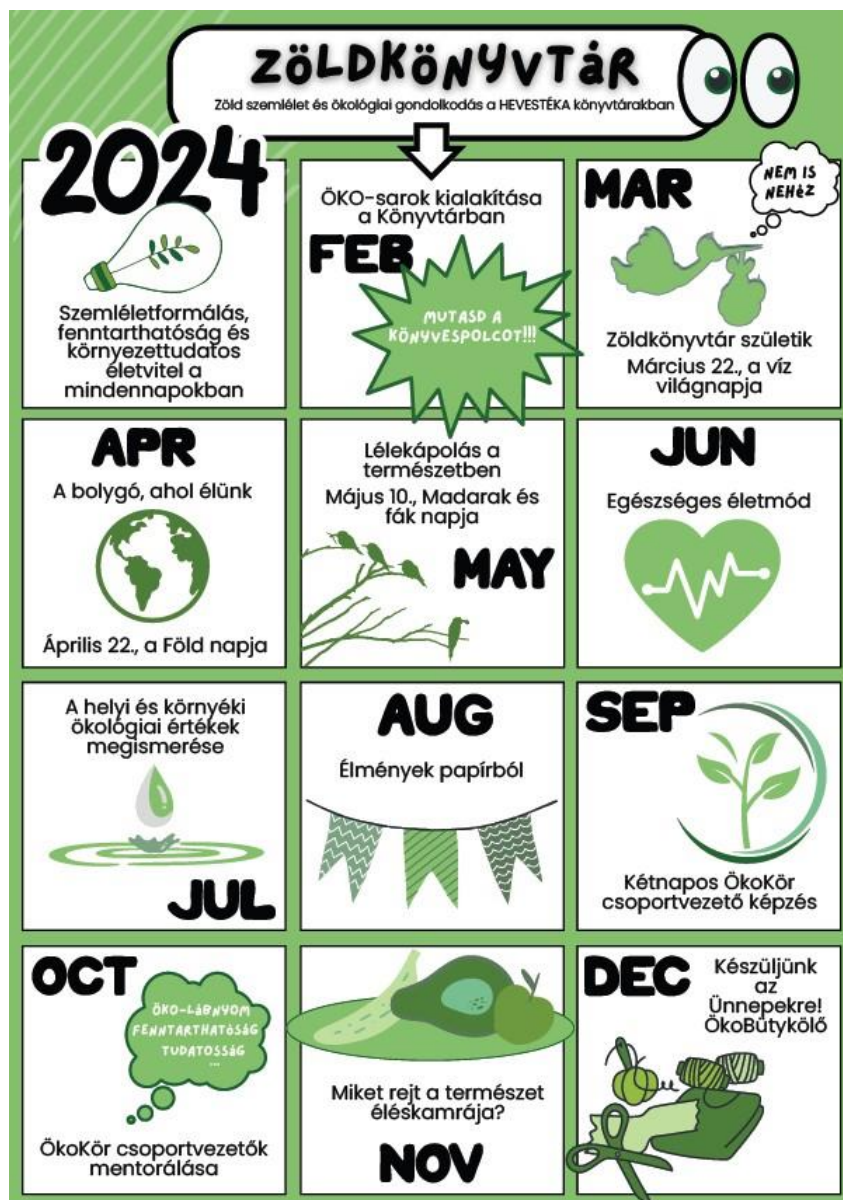 ZÖLDKÖNYVTÁR
Zöld szemlélet és ökológiai gondolkodás a HEVESTÉKA könyvtárakban
2024
Szemléletformálás,
fenntarthatóság és
környezettudatos
életvitel a
mindennapokban
ÖKO-sarok kialakítása
a Könyvtárban
FEB
MUTASD A
KÖNYVESPOLCOT!!!
MAR
NEM IS
NEHÉZ
Zöldkönyvtár születik
Március 22., a víz
világnapja
APR
A bolygó, ahol élünk
Április 22., a Föld napja
Lélekápolás a
természetben
Május 10., Madarak és
fák napja
MAY
JUN
Egészséges életmód
A helyi és környéki
ökológiai értékek
megismerése
JUL
AUG
Élmények papírból
SEP
Kétnapos ÖkoKör
csoportvezető képzés
OCT
ÖKO-LÁBNYOM
FENNTARTHATÓSÁG
TUDATOSSÁG
...
ÖkoKör csoportvezetők
mentorálása
Miket rejt a természet
éléskamrája?
NOV
DEC
Készüljünk
az
Ünnepekre!
ÖkoBütykölő